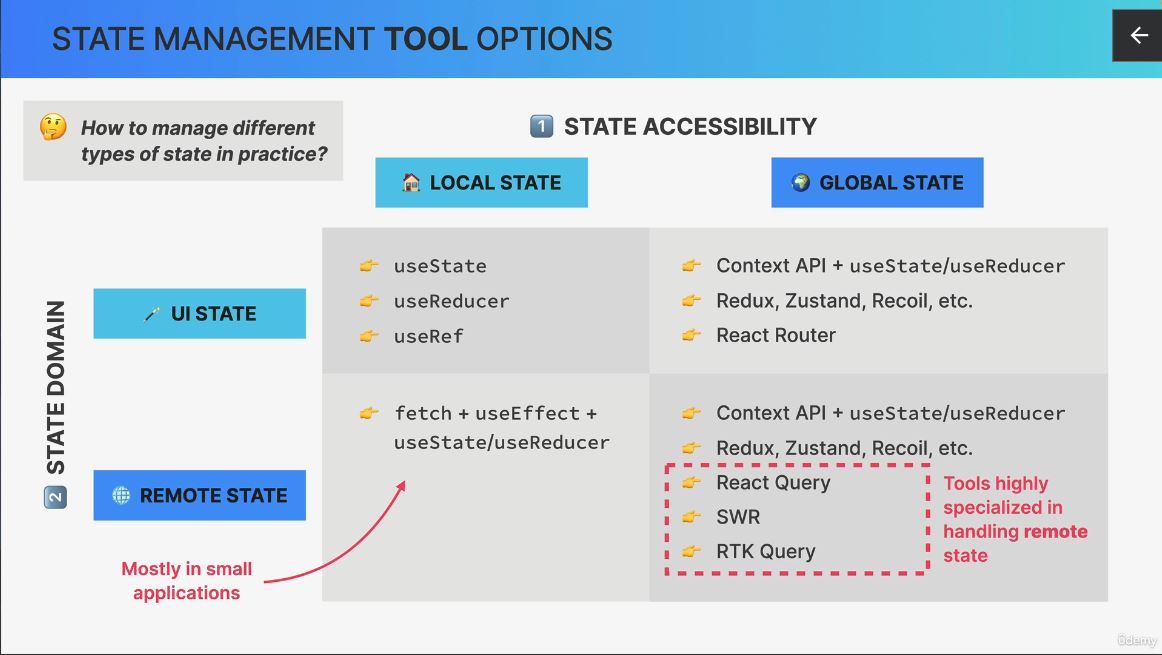 STATE MANAGEMENT TOOL OPTIONS
How to manage different
types of state in practice?
1 STATE ACCESSIBILITY
LOCAL STATE
GLOBAL STATE
2 STATE DOMAIN
UI STATE
useState
useReducer
useRef
Context API + useState/useReducer
Redux, Zustand, Recoil, etc.
React Router
REMOTE STATE
fetch + useEffect +
useState/useReducer
Mostly in small
applications
Context API + useState/useReducer
Redux, Zustand, Recoil, etc.
React Query
SWR
RTK Query
Tools highly
specialized in
handling remote
state
ûdemy